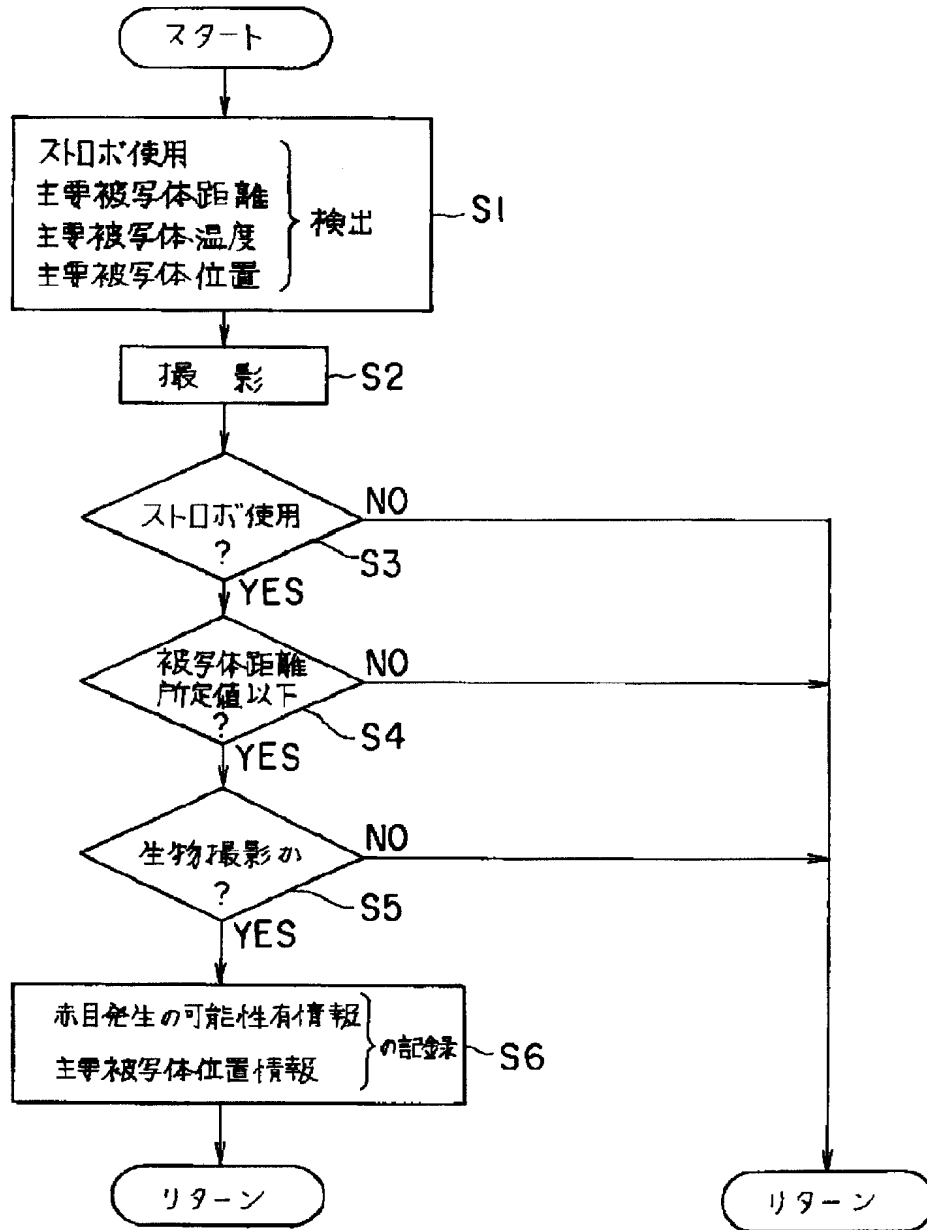 スタート
ストロボ使用
主要被写体距離
主要被写体温度
主要被写体位置
検出
S1
撮 影
S2
ストロボ使用
?
NO
S3
YES
被写体距離
所定値以下
?
NO
S4
YES
生物撮影か
?
NO
S5
YES
赤目発生の可能性有情報
主要被写体位置情報
の記録
S6
リターン
リターン